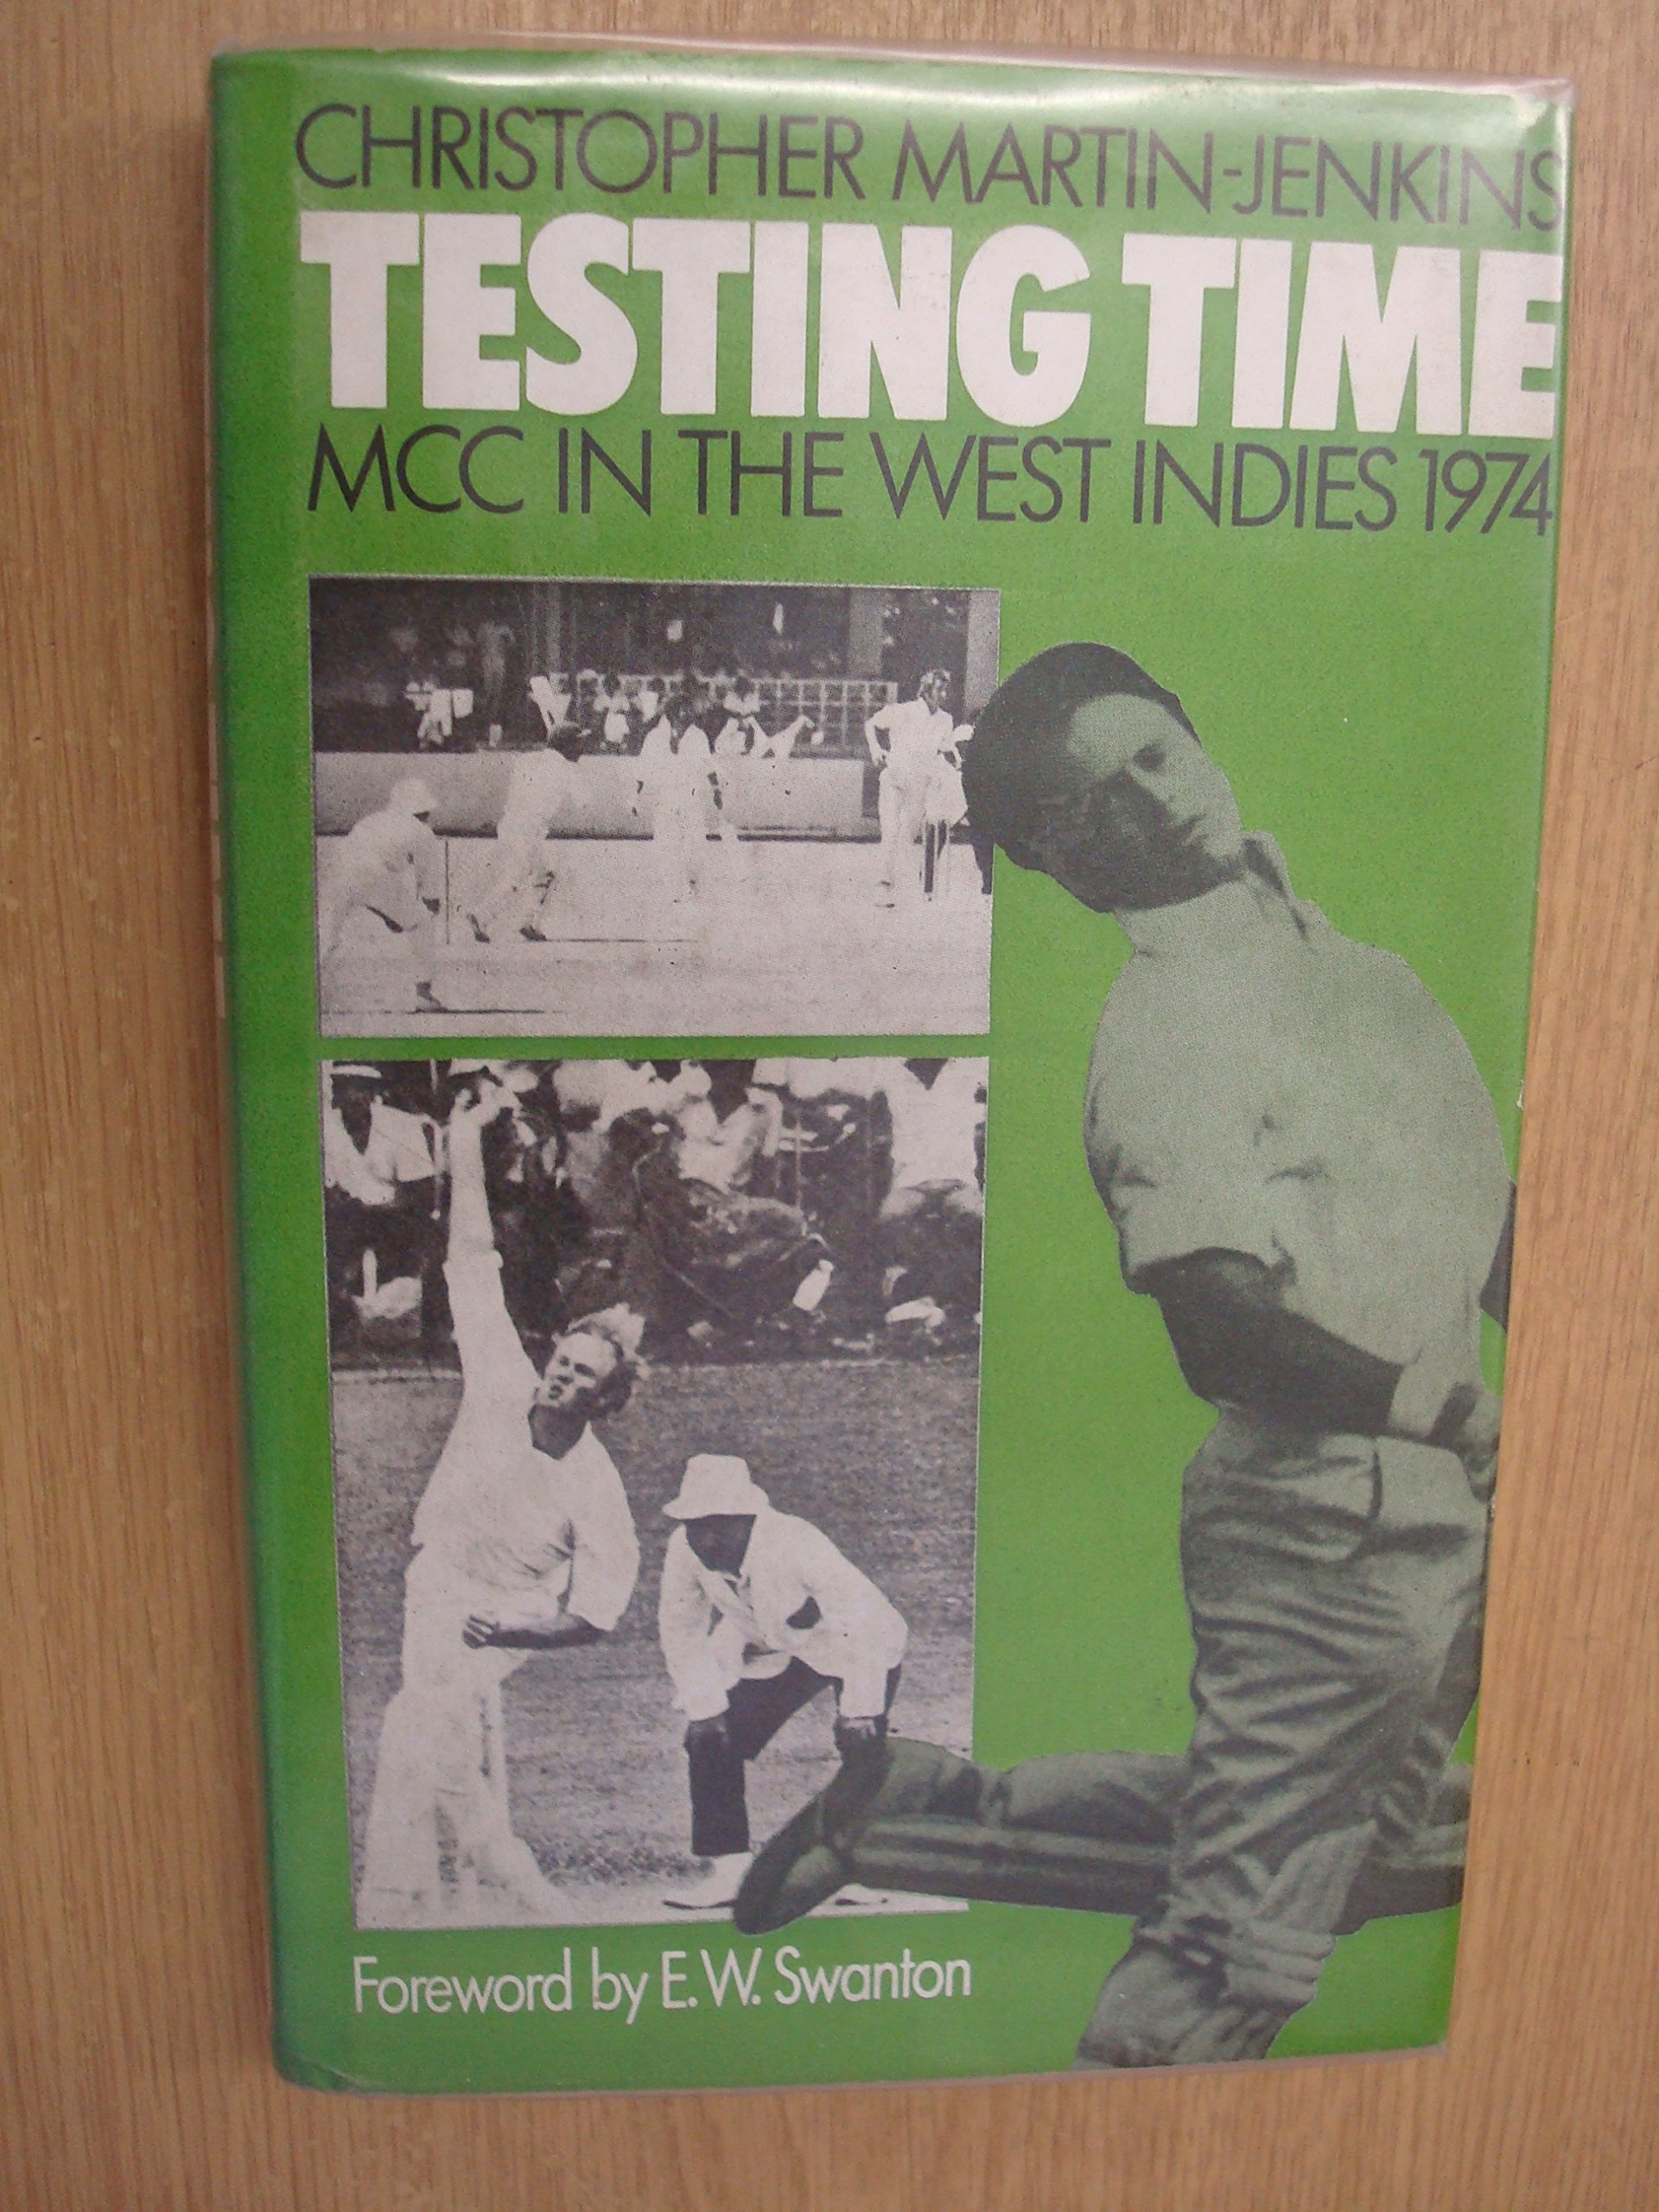 CHRISTOPHER MARTIN-JENKINS
TESTING TIME
MCC IN THE WEST INDIES 1974
Foreword by E.W. Swanton